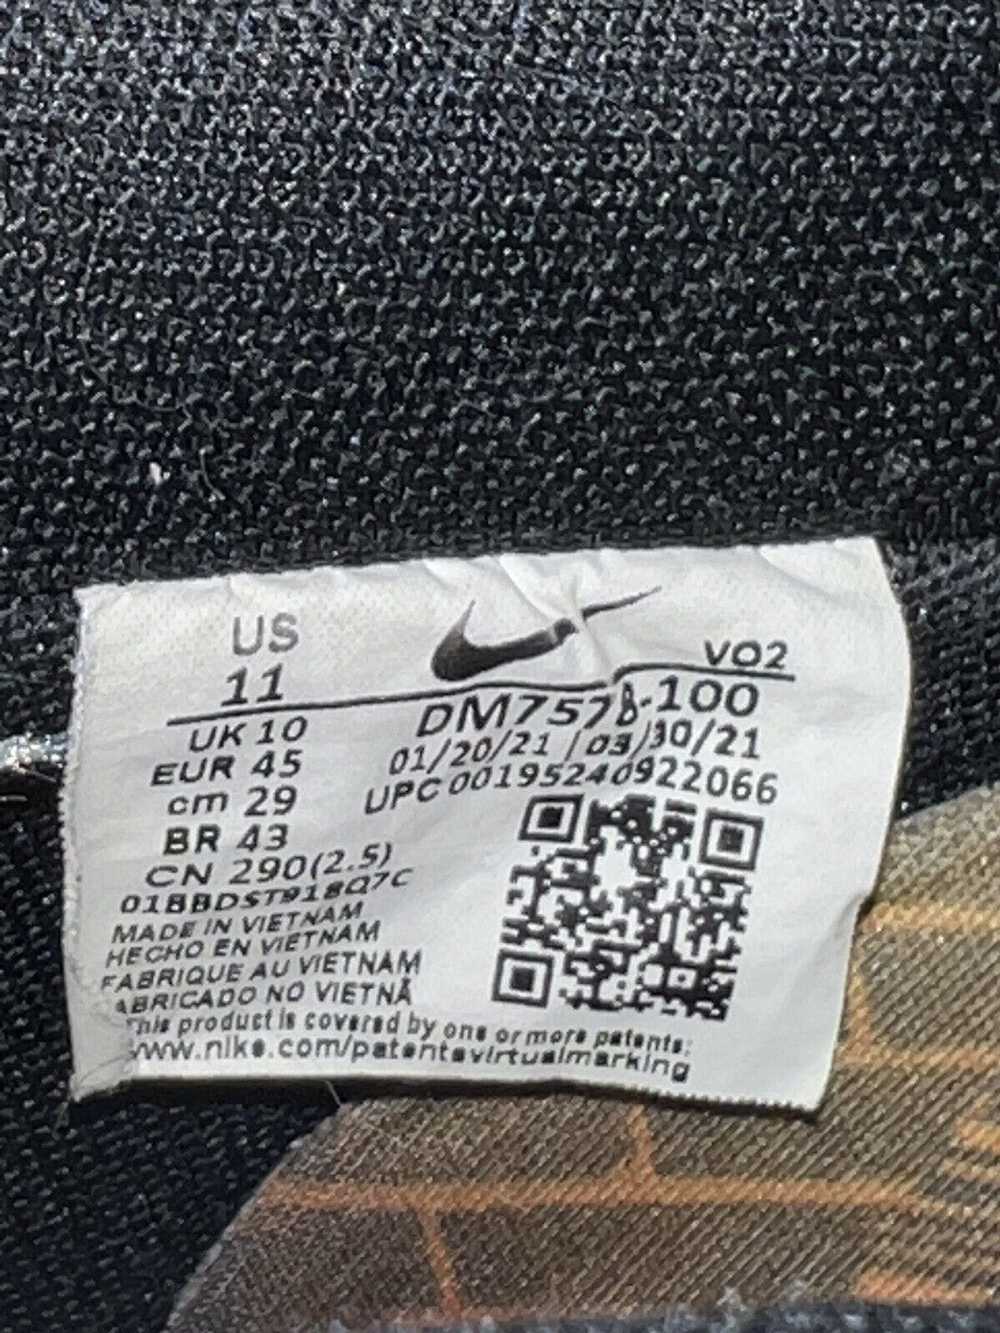 US
11
UK 10
EUR 45
cm 29
BR 43
CN 290(2.5)
01BBDST918Q7C
MADE IN VIETNAM
HECHO EN VIETNAM
FABRIQUE AU VIETNAM
ABRICADO NO VIETNÃ
VO2
DM7578-100
01/20/21 / 03/30/21
UPC 00195240922066
This product is covered by one or more patents:
www.nike.com/patentsvirtualmarking